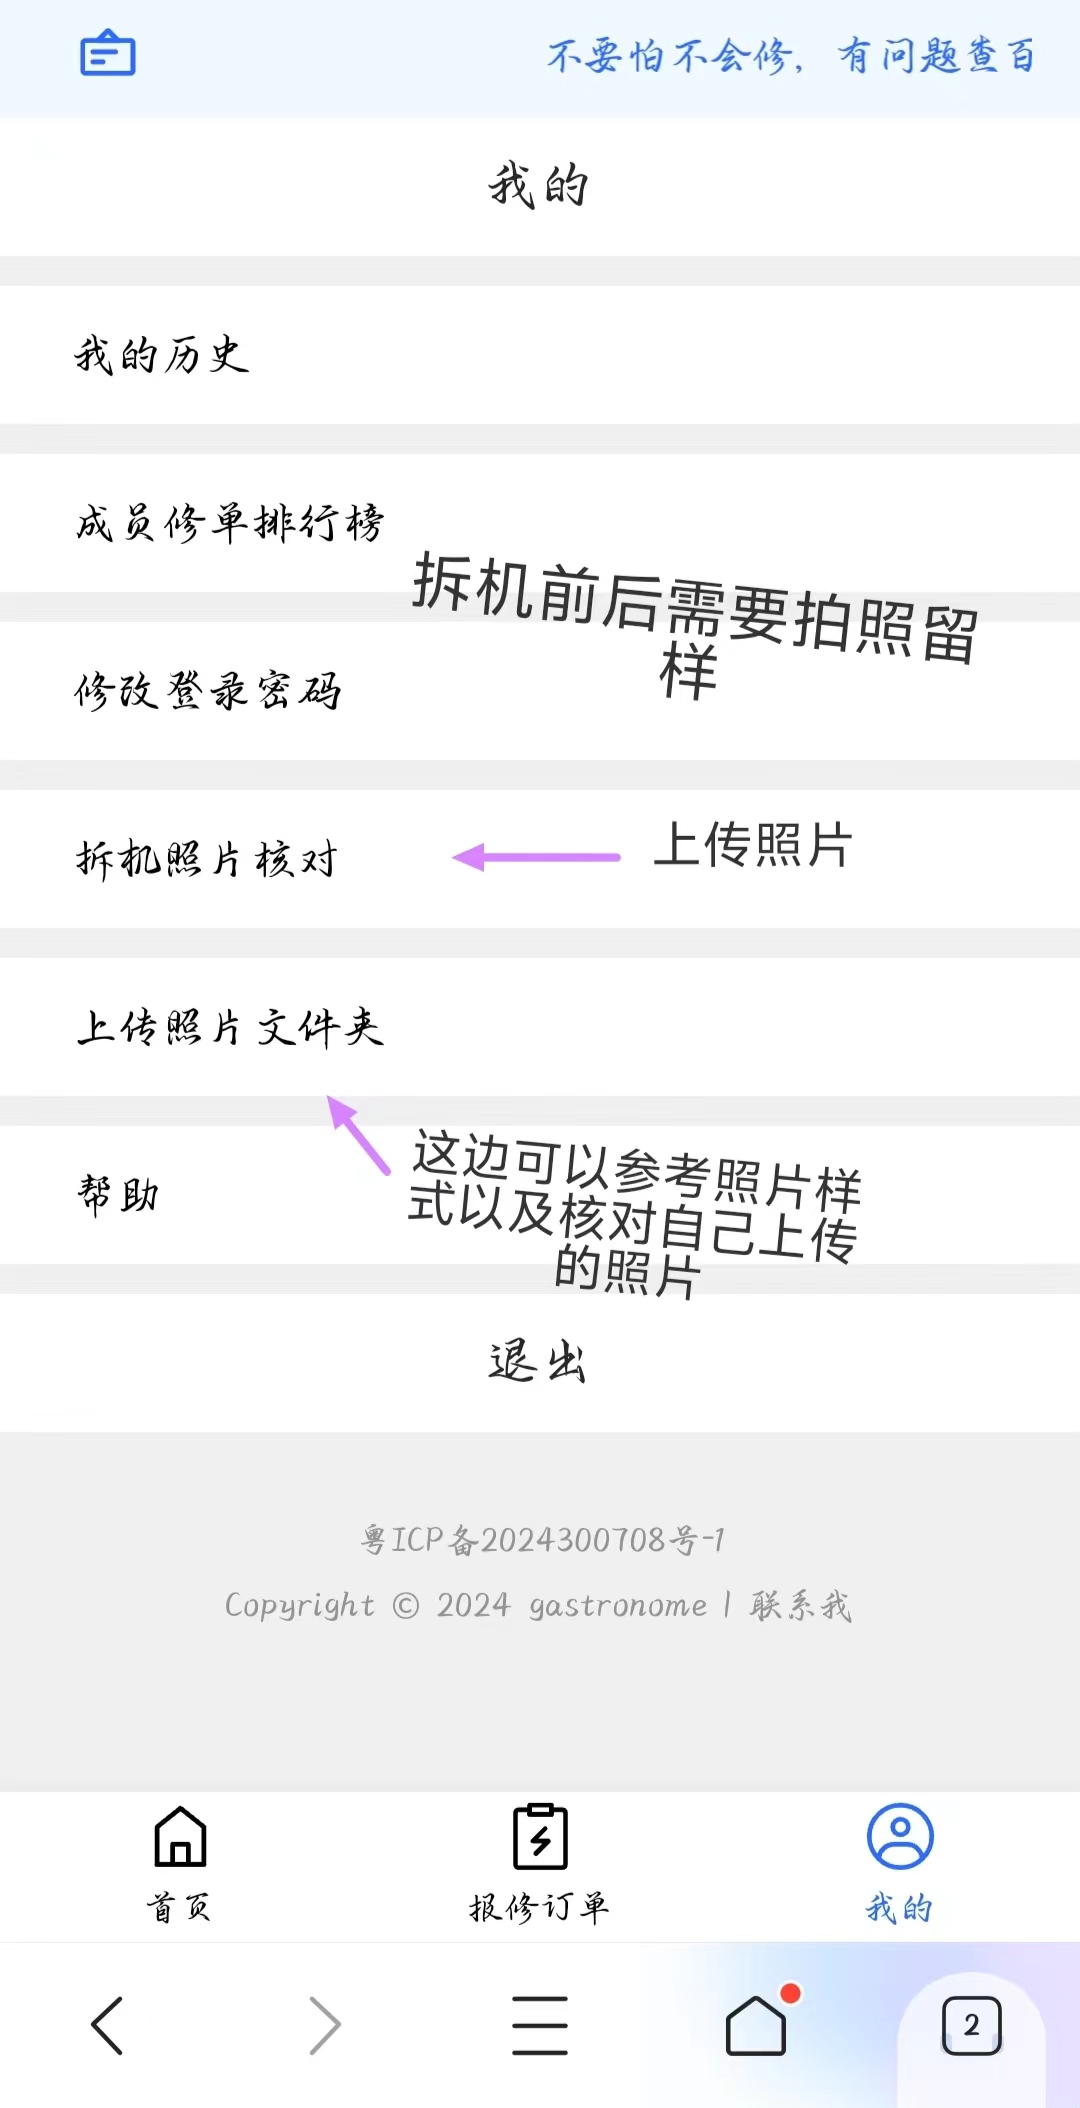 不要怕不会修，有问题查百
我的
我的历史
成员修单排行榜
拆机前后需要拍照留
样
修改登录密码
拆机照片核对
上传照片
上传照片文件夹
这边可以参考照片样
式以及核对自己上传
的照片
帮助
退出
粤ICP备2024300708号-1
Copyright © 2024 gastronome | 联系我
首页
报修订单
我的
2